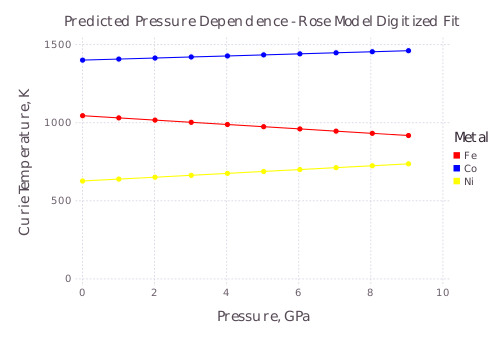 Predicted Pressure Dependence - Rose Model Digitized Fit
Curie Temperature, K
1500
1000
500
0
0 2 4 6 8 10
Pressure, GPa
Metal
Fe
Co
Ni